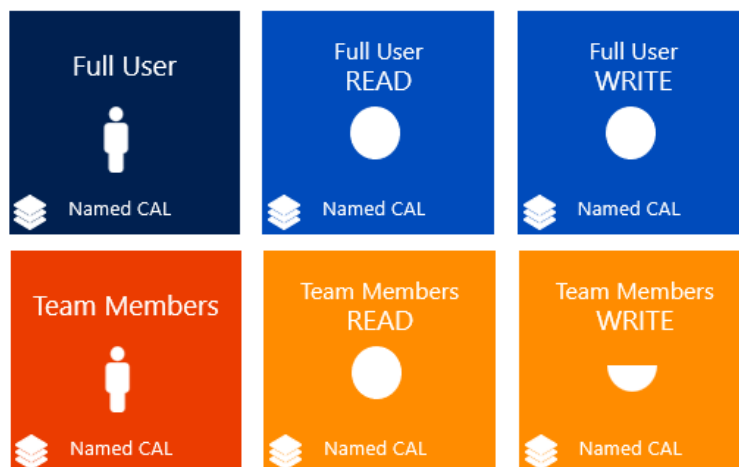 Full User
Named CAL
Full User
READ
Named CAL
Full User
WRITE
Named CAL
Team Members
Named CAL
Team Members
READ
Named CAL
Team Members
WRITE
Named CAL